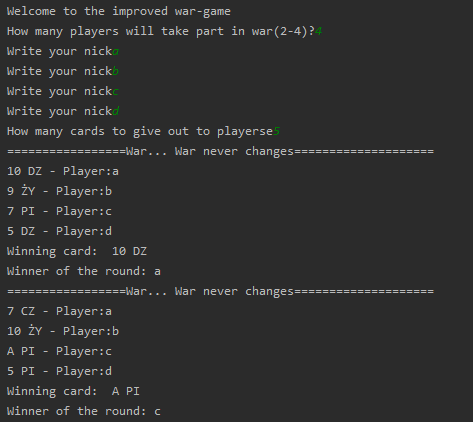 Welcome to the improved war-game
How many players will take part in war(2-4)?4
Write your nicka
Write your nickb
Write your nickc
Write your nickd
How many cards to give out to playerse5
=================War... War never changes====================
10 DZ - Player:a
9 ŻY - Player:b
7 PI - Player:c
5 DZ - Player:d
Winning card:  10 DZ
Winner of the round: a
=================War... War never changes====================
7 CZ - Player:a
10 ŻY - Player:b
A PI - Player:c
5 PI - Player:d
Winning card:  A PI
Winner of the round: c